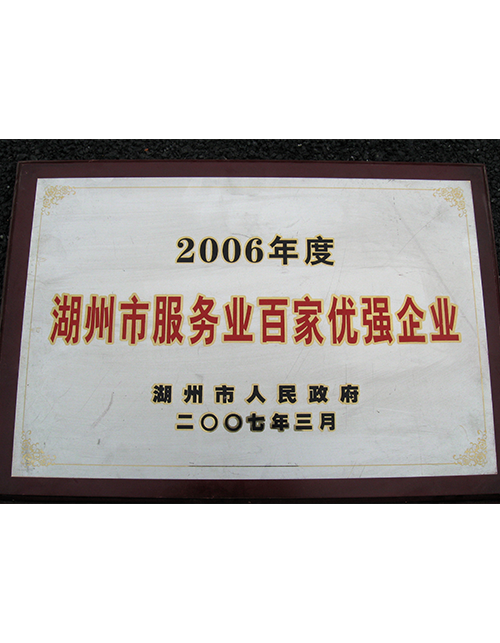 2006年度
湖州市服务业百家优强企业
湖州市人民政府
二〇〇七年三月